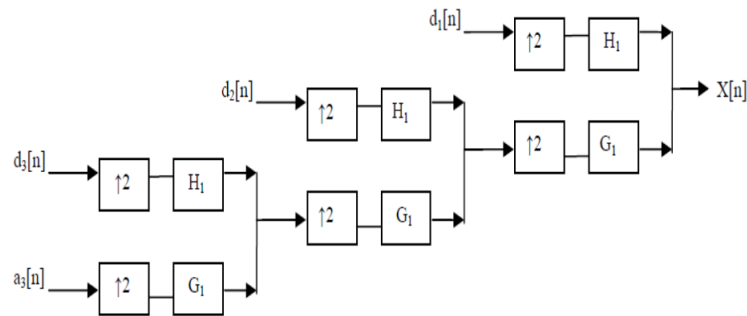 d₁[n] ↑2 H₁
X[n]
d₂[n] ↑2 H₁
↑2 G₁
d₃[n] ↑2 H₁
↑2 G₁
a₃[n] ↑2 G₁